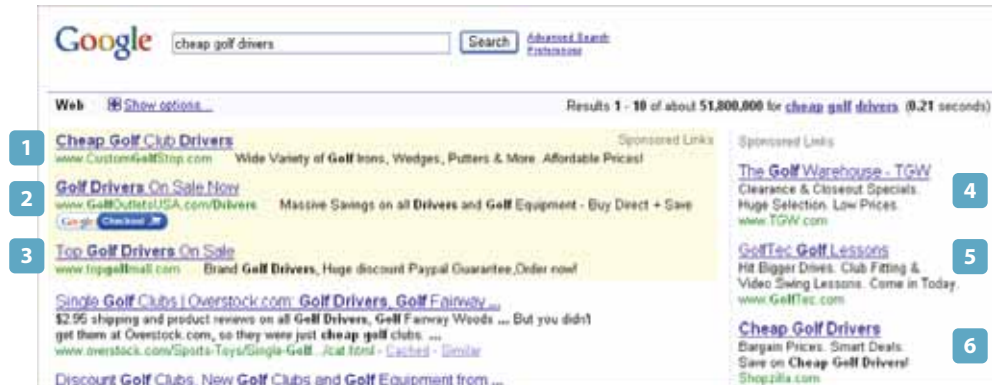 Google cheap golf drivers Search Advanced Search
Preferences
Web Show options... Results 1 - 10 of about 51,800,000 for cheap golf drivers. (0.21 seconds)
1
Cheap Golf Club Drivers Sponsored Links
www.CustomGolfStop.com Wide Variety of Golf Irons, Wedges, Putters & More. Affordable Prices!
2
Golf Drivers On Sale Now
www.GolfOutletsUSA.com/Drivers Massive Savings on all Drivers and Golf Equipment - Buy Direct + Save
Google Checkout
3
Top Golf Drivers On Sale
www.topgolfmall.com Brand Golf Drivers, Huge discount Paypal Guarantee,Order now!
Single Golf Clubs | Overstock.com: Golf Drivers, Golf Fairway ...
$2.95 shipping and product reviews on all Golf Drivers, Golf Fairway Woods ... But you didn't
get them at Overstock.com, so they were just cheap golf clubs. ...
www.overstock.com/Sports-Toys/Single-Golf.../cat.html - Cached - Similar
Discount Golf Clubs, New Golf Clubs and Golf Equipment from ...
Sponsored Links
The Golf Warehouse - TGW
4
Clearance & Closeout Specials.
Huge Selection. Low Prices.
www.TGW.com
GolfTec Golf Lessons
5
Hit Bigger Drives. Club Fitting &
Video Swing Lessons. Come in Today.
www.GolfTec.com
Cheap Golf Drivers
6
Bargain Prices. Smart Deals.
Save on Cheap Golf Drivers!
Shopzilla.com